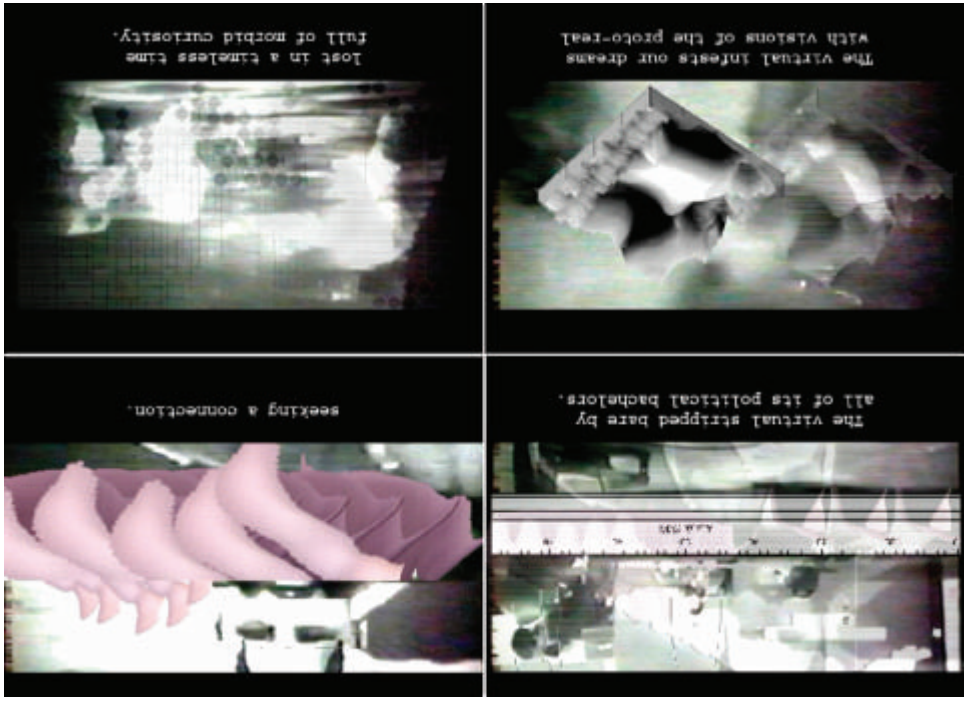 The virtual stripped bare by
all of its political bachelors.
seeking a connection.
The virtual infests our dreams
with visions of the proto-real
lost in a timeless time
full of morbid curiosity.